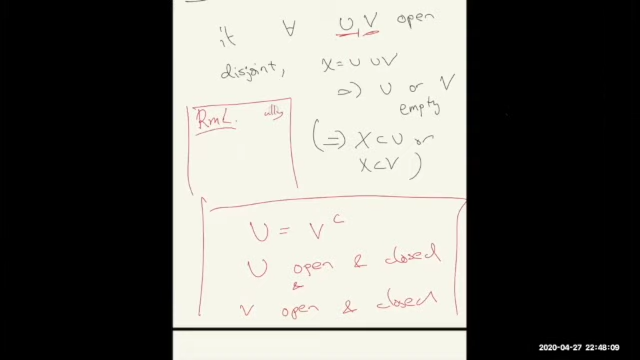 if ∀ U, V open
disjoint, X = U ∪ V
=> U or V
empty
(=> X ⊂ U or
X ⊂ V )
Rmk.
U = V^c
U open & closed
&
V open & closed
2020-04-27 22:48:09